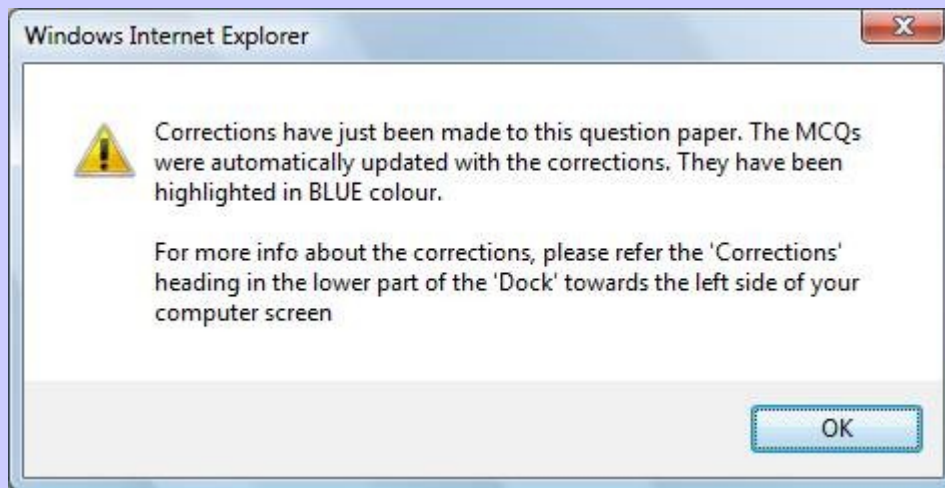 Windows Internet Explorer
Corrections have just been made to this question paper. The MCQs
were automatically updated with the corrections. They have been
highlighted in BLUE colour.
For more info about the corrections, please refer the 'Corrections'
heading in the lower part of the 'Dock' towards the left side of your
computer screen
OK